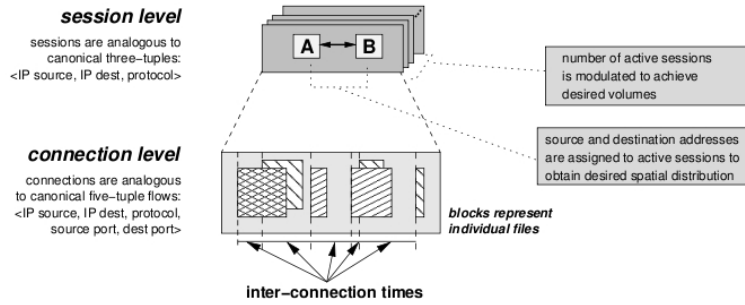 session level
sessions are analogous to
canonical three-tuples:
<IP source, IP dest, protocol>
A
B
number of active sessions
is modulated to achieve
desired volumes
source and destination addresses
are assigned to active sessions to
obtain desired spatial distribution
connection level
connections are analogous
to canonical five-tuple flows:
<IP source, IP dest, protocol,
source port, dest port>
blocks represent
individual files
inter-connection times